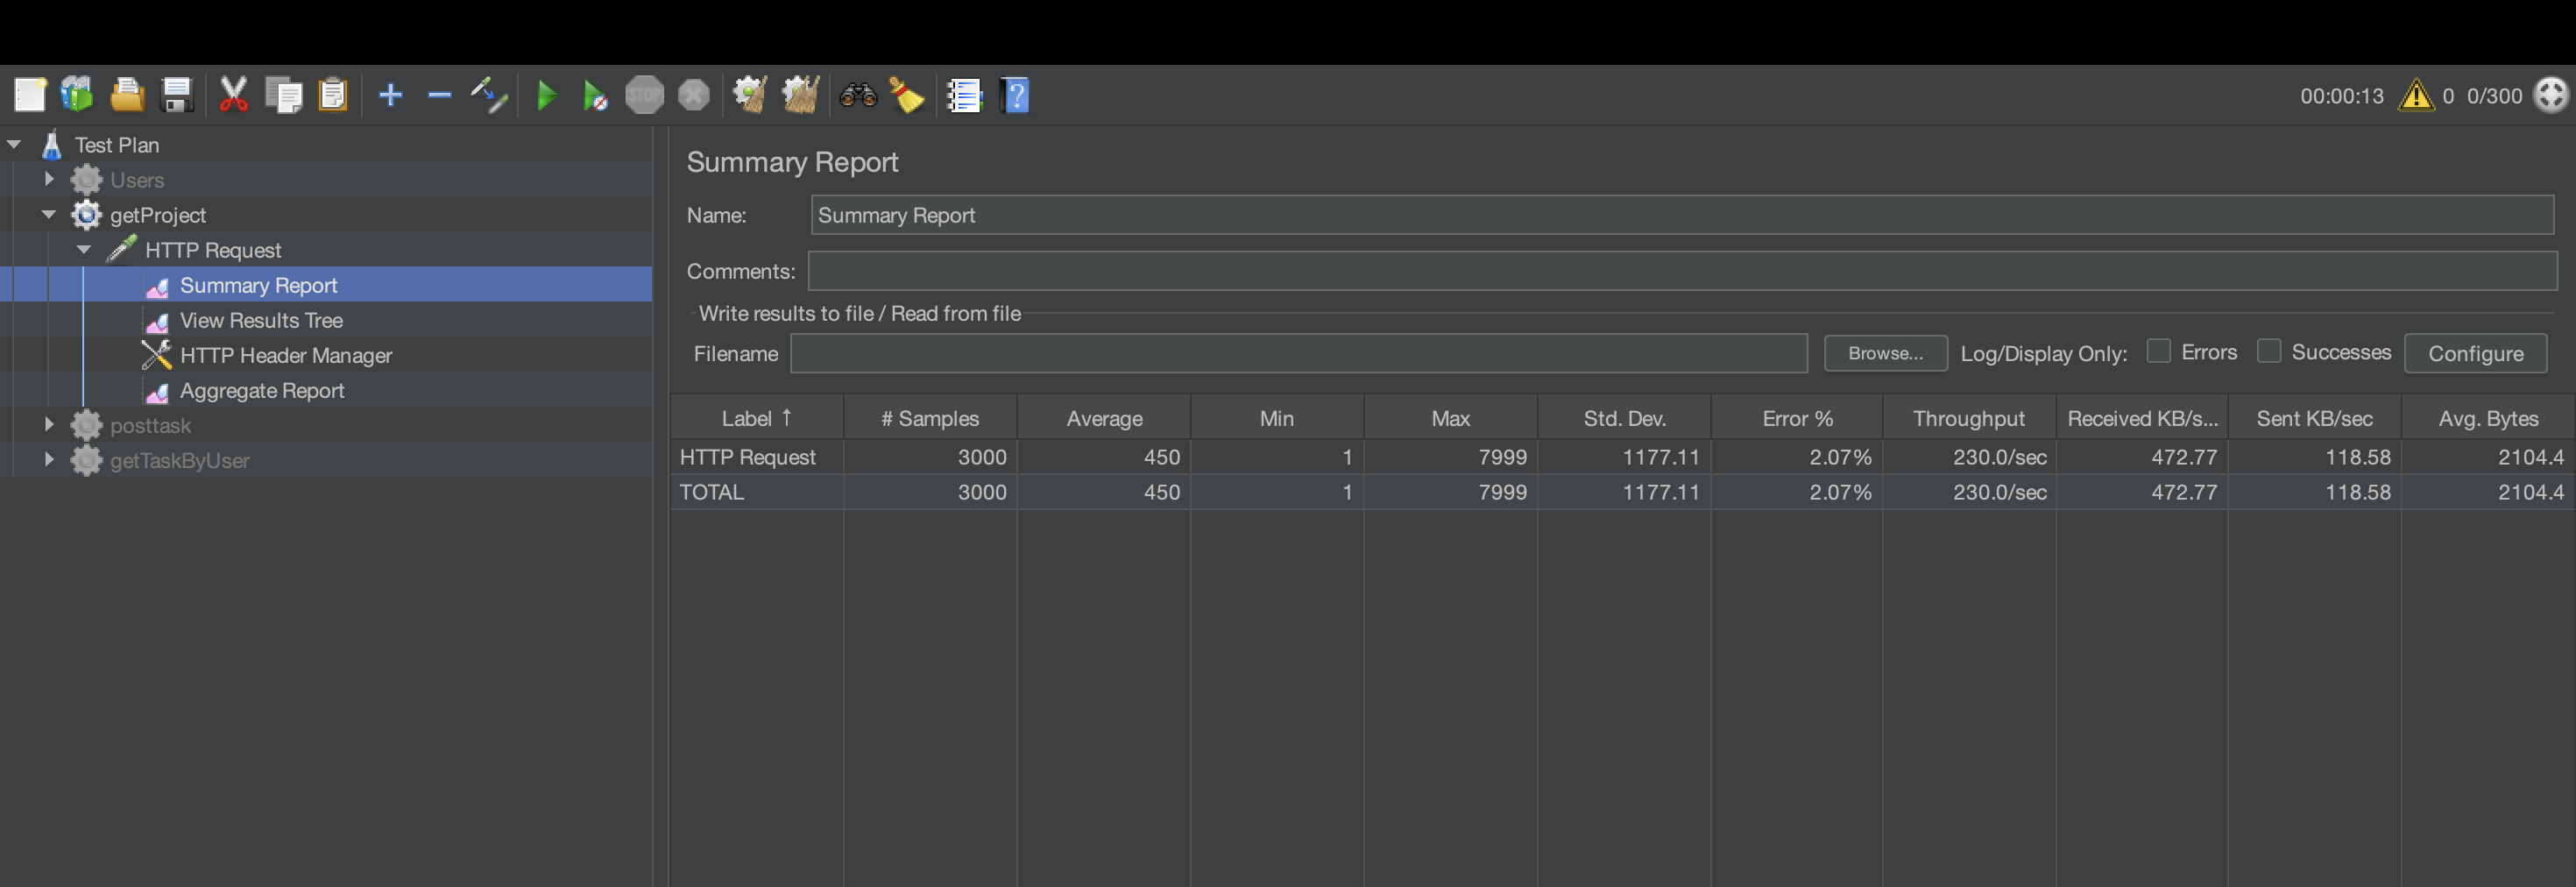 STOP
00:00:13 0 0/300
Test Plan
Users
getProject
HTTP Request
Summary Report
View Results Tree
HTTP Header Manager
Aggregate Report
posttask
getTaskByUser
Summary Report
Name: Summary Report
Comments:
Write results to file / Read from file
Filename Browse... Log/Display Only: Errors Successes Configure
Label ↑ # Samples Average Min Max Std. Dev. Error % Throughput Received KB/s... Sent KB/sec Avg. Bytes
HTTP Request 3000 450 1 7999 1177.11 2.07% 230.0/sec 472.77 118.58 2104.4
TOTAL 3000 450 1 7999 1177.11 2.07% 230.0/sec 472.77 118.58 2104.4